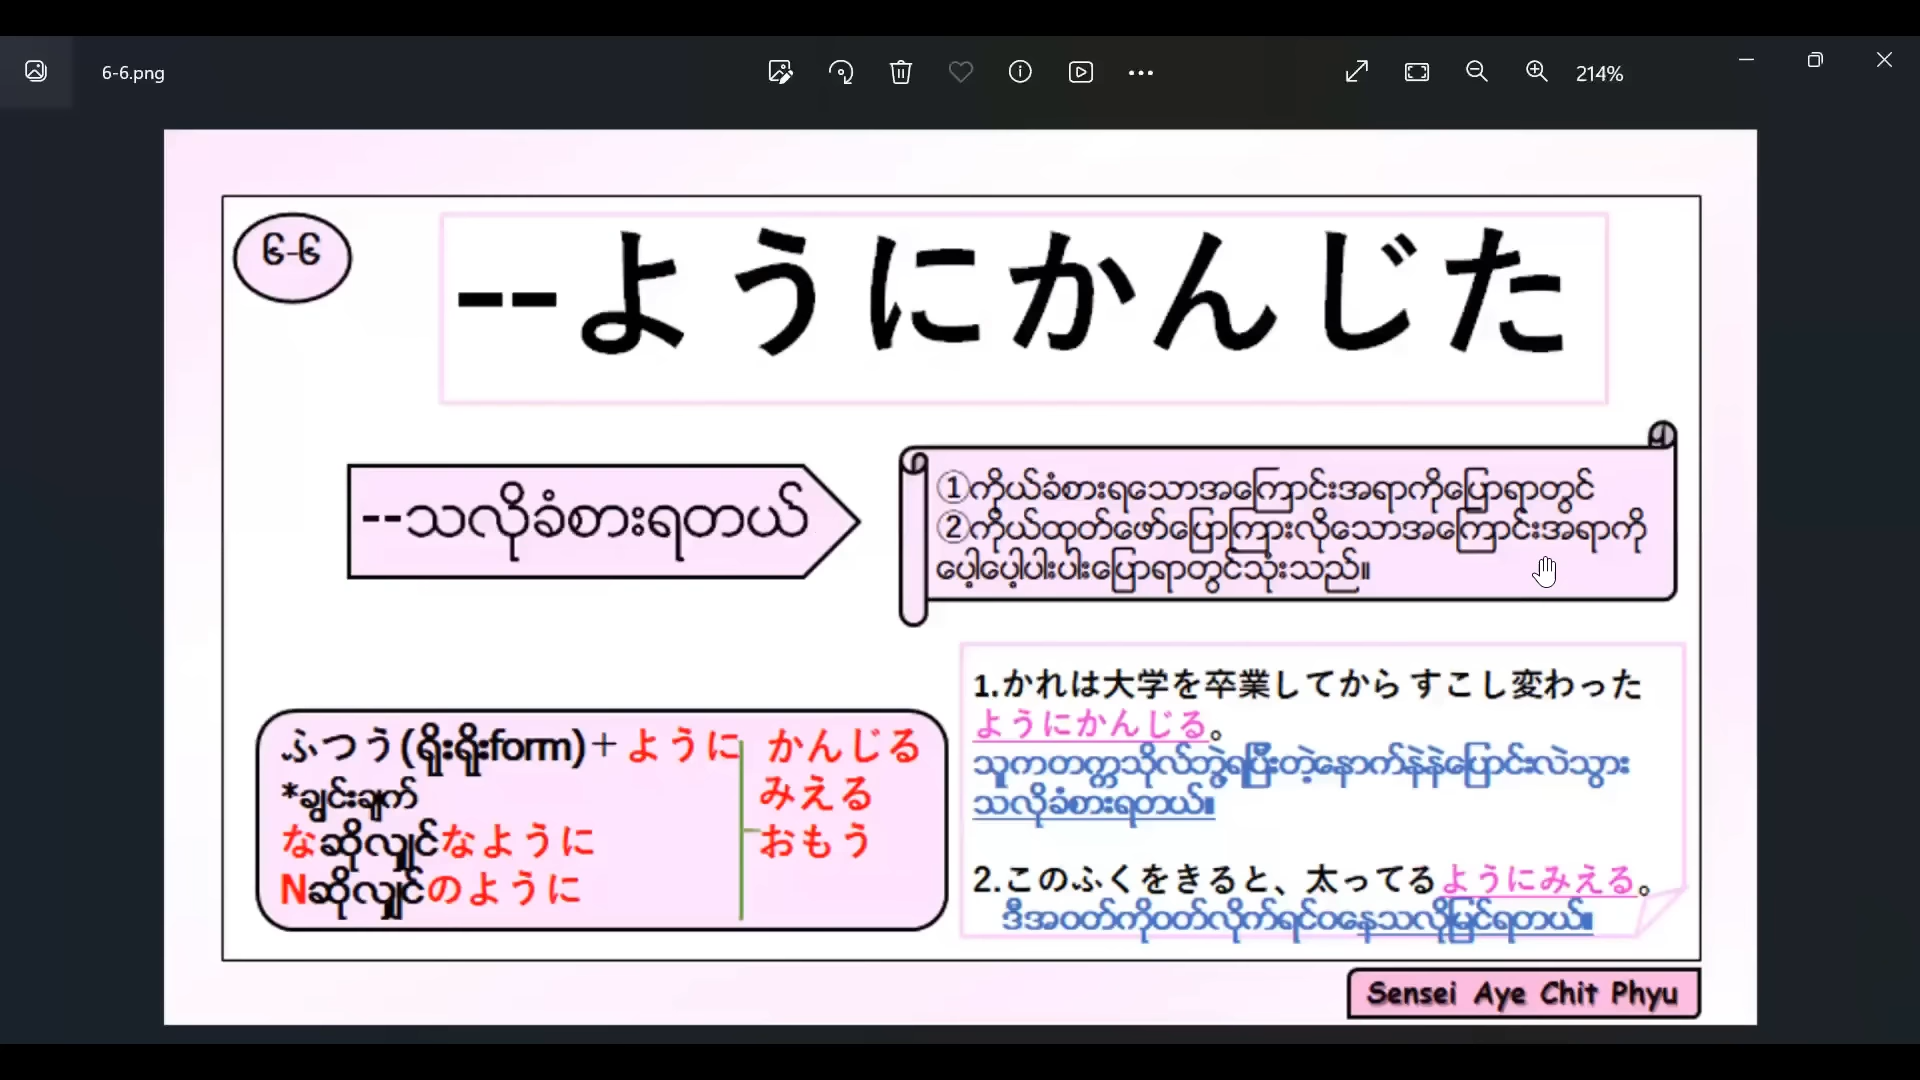 6-6.png
214%
၆-၆
--ようにかんじた
--သလိုခံစားရတယ်
①ကိုယ်ခံစားရသောအကြောင်းအရာကိုပြောရာတွင်
②ကိုယ်ထုတ်ဖော်ပြောကြားလိုသောအကြောင်းအရာကို
ပေါ့ပေါ့ပါးပါးပြောရာတွင်သုံးသည်။
ふつう(ရိုးရိုးform)+ように かんじる
*ချွင်းချက် みえる
なဆိုလျှင်なように おもう
Nဆိုလျှင်のように
1.かれは大学を卒業してから すこし変わった
ようにかんじる。
သူကတက္ကသိုလ်ဘွဲ့ရပြီးတဲ့နောက်နဲနဲပြောင်းလဲသွား
သလိုခံစားရတယ်။
2.このふくをきると、太ってるようにみえる。
ဒီအဝတ်ကိုဝတ်လိုက်ရင်ဝနေသလိုမြင်ရတယ်။
Sensei Aye Chit Phyu